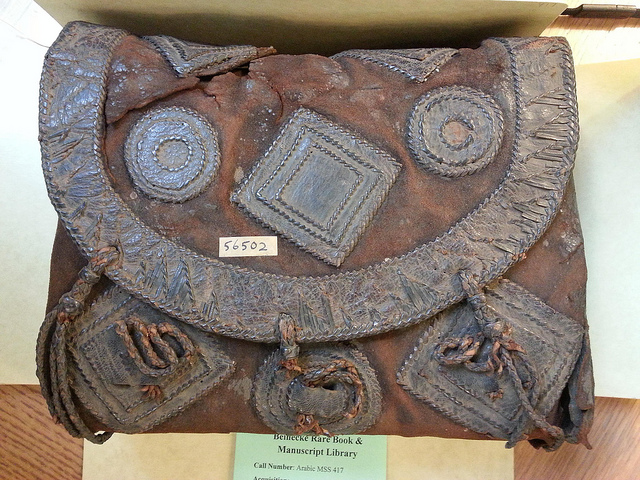 56502
Beinecke Rare Book &
Manuscript Library
Call Number: Arabic MSS 417